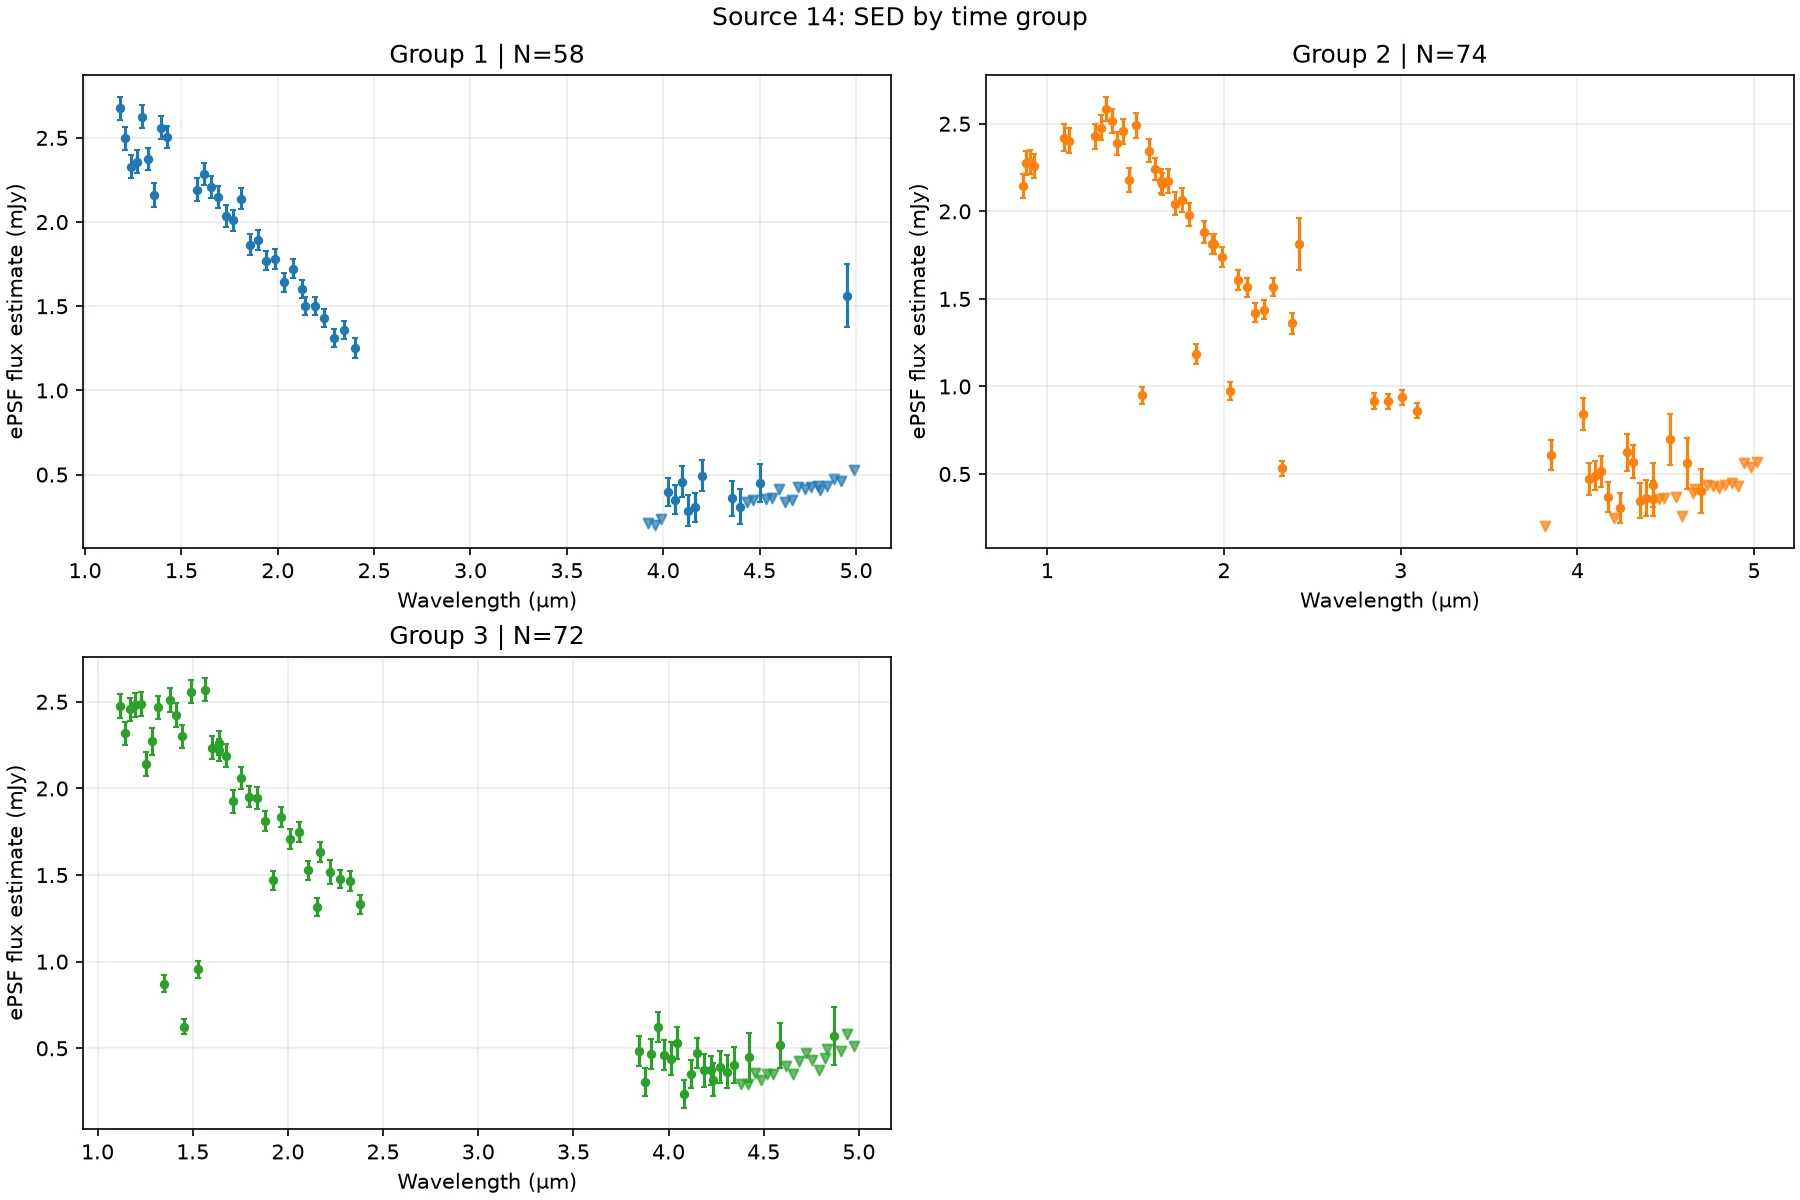 Source 14: SED by time group
Group 1 | N=58
ePSF flux estimate (mJy)
2.5
2.0
1.5
1.0
0.5
1.0 1.5 2.0 2.5 3.0 3.5 4.0 4.5 5.0
Wavelength (μm)
Group 2 | N=74
ePSF flux estimate (mJy)
2.5
2.0
1.5
1.0
0.5
1 2 3 4 5
Wavelength (μm)
Group 3 | N=72
ePSF flux estimate (mJy)
2.5
2.0
1.5
1.0
0.5
1.0 1.5 2.0 2.5 3.0 3.5 4.0 4.5 5.0
Wavelength (μm)